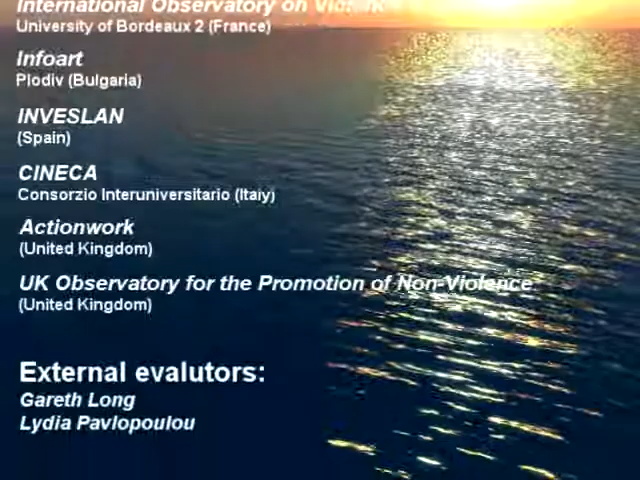 International Observatory on Violence
University of Bordeaux 2 (France)
Infoart
Plodiv (Bulgaria)
INVESLAN
(Spain)
CINECA
Consorzio Interuniversitario (Italy)
Actionwork
(United Kingdom)
UK Observatory for the Promotion of Non-Violence
(United Kingdom)
External evalutors:
Gareth Long
Lydia Pavlopoulou